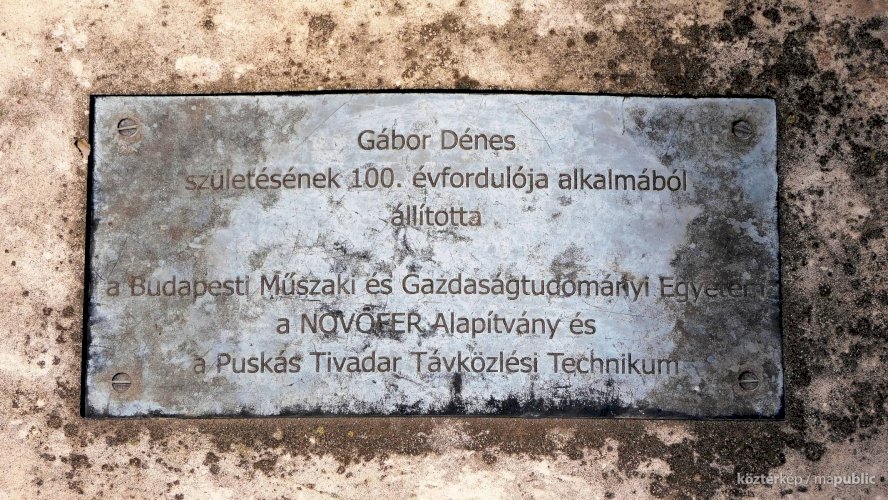 Gábor Dénes
születésének 100. évfordulója alkalmából
állította
a Budapesti Műszaki és Gazdaságtudományi Egyetem
a NOVOFER Alapítvány és
a Puskás Tivadar Távközlési Technikum
köztérkép / mapublic